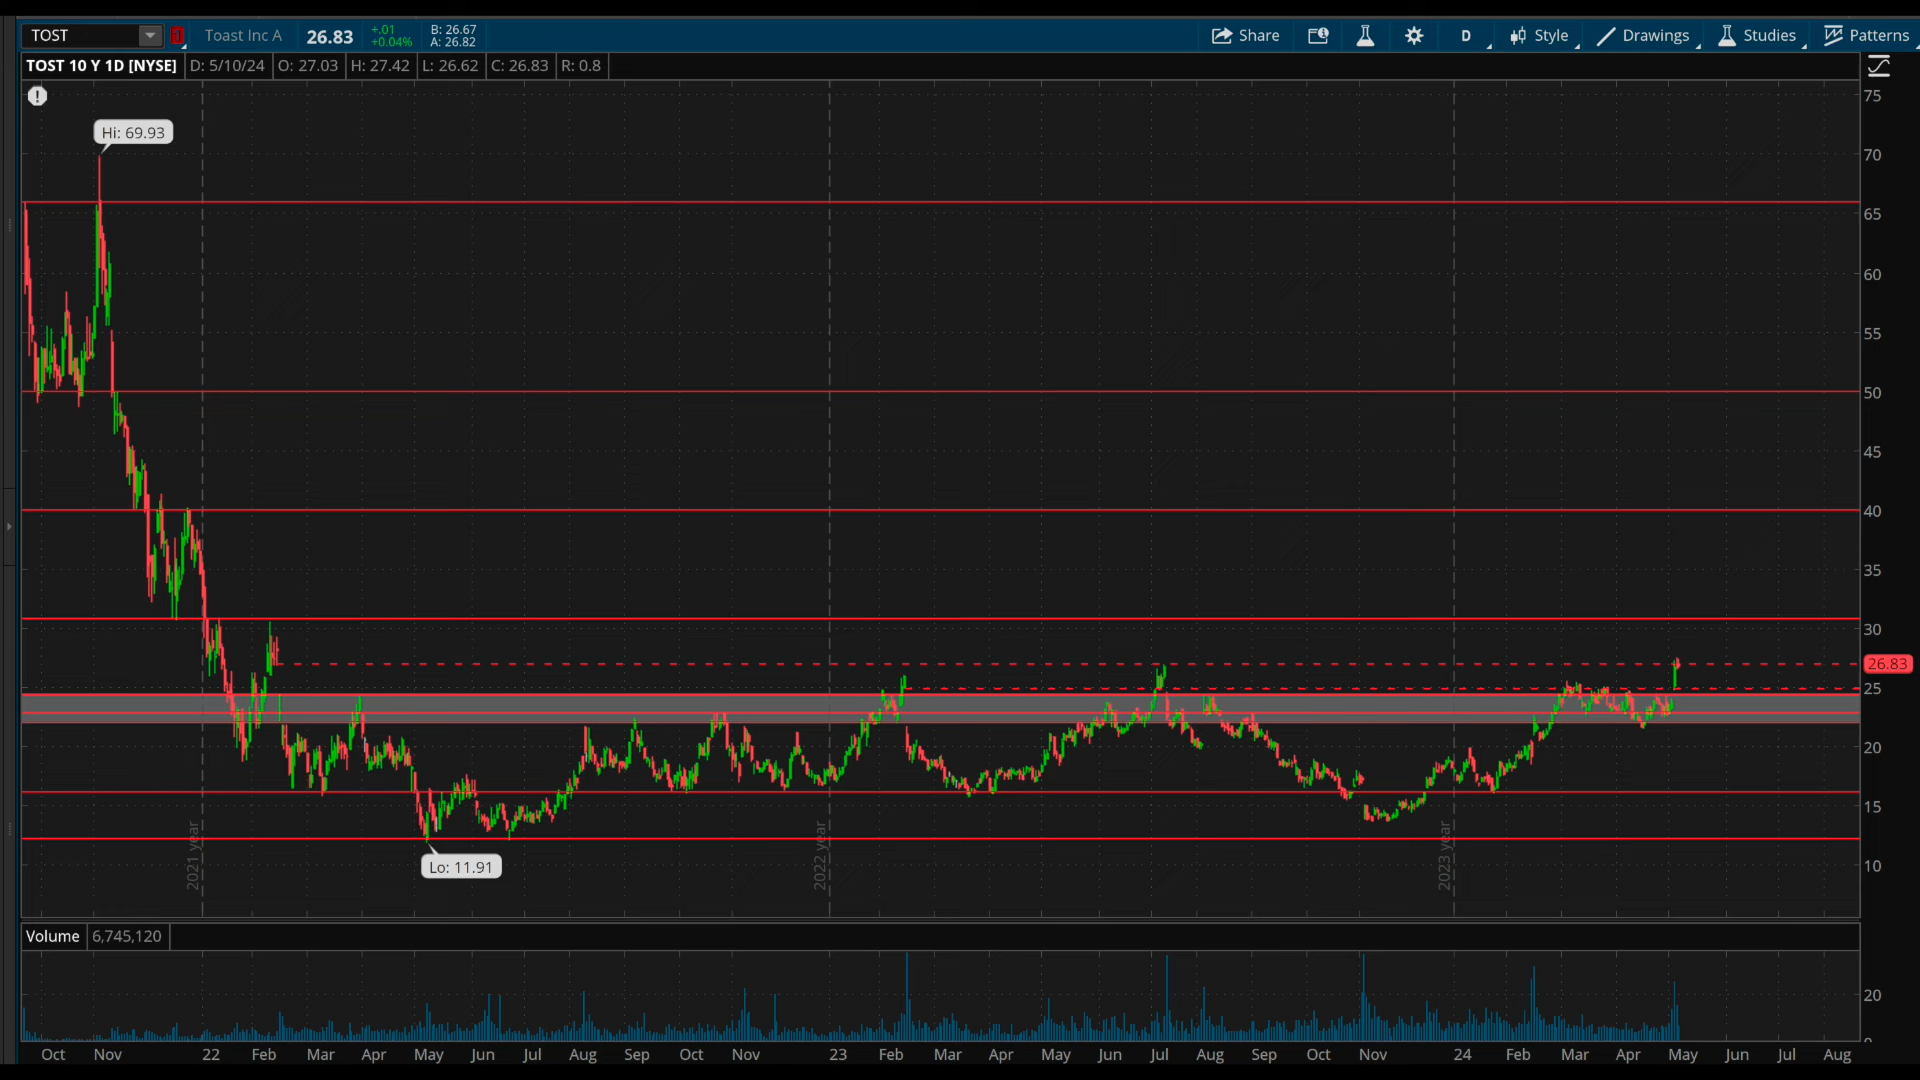 TOST Toast Inc A 26.83 +.01 +0.04% B: 26.67 A: 26.82 Share D Style Drawings Studies Patterns
TOST 10 Y 1D [NYSE] D: 5/10/24 O: 27.03 H: 27.42 L: 26.62 C: 26.83 R: 0.8
75
Hi: 69.93
70
65
60
55
50
45
40
35
30
26.83
25
20
15
10
Lo: 11.91
2021 year
2022 year
2023 year
Volume 6,745,120
20
0
Oct Nov 22 Feb Mar Apr May Jun Jul Aug Sep Oct Nov 23 Feb Mar Apr May Jun Jul Aug Sep Oct Nov 24 Feb Mar Apr May Jun Jul Aug